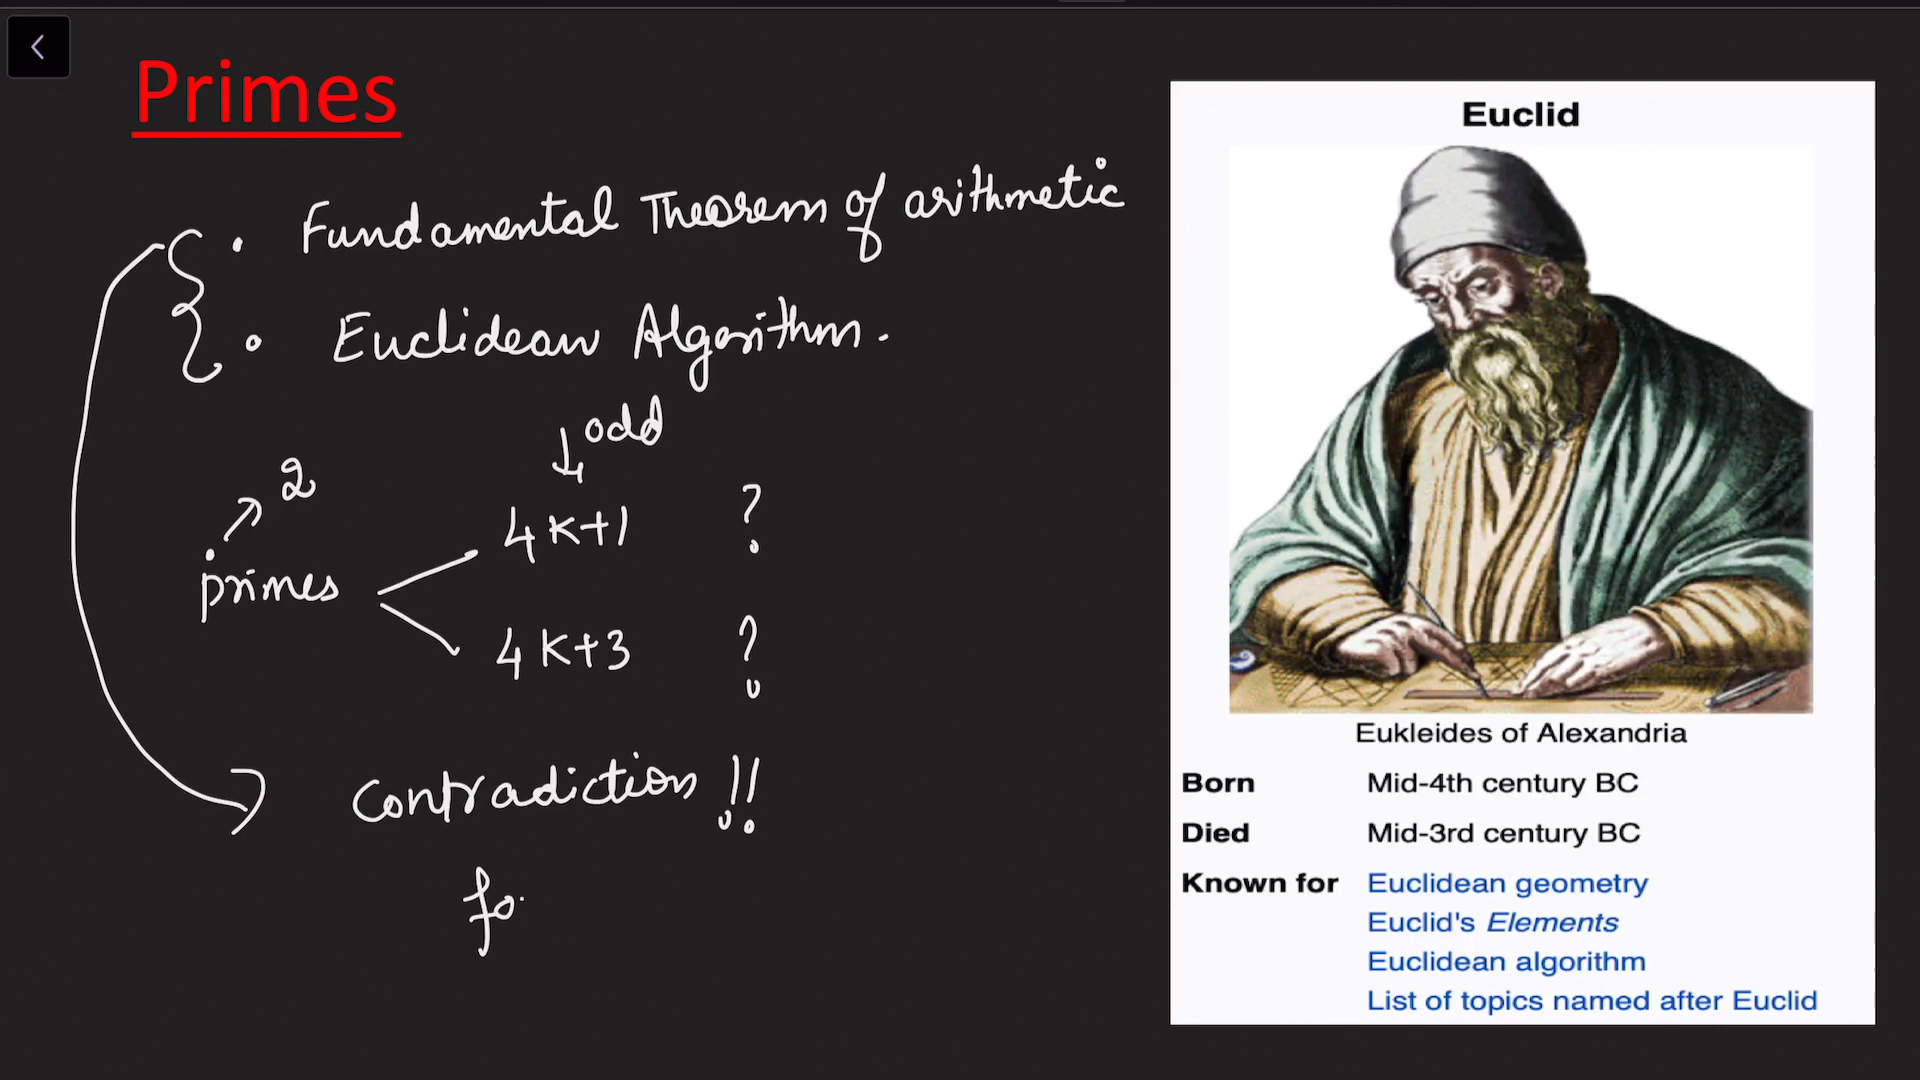 Primes
• Fundamental Theorem of arithmetic
• Euclidean Algorithm.
odd
2
4K+1 ?
primes
4K+3 ?
Contradiction !!
fo
Euclid
Eukleides of Alexandria
Born Mid-4th century BC
Died Mid-3rd century BC
Known for Euclidean geometry
Euclid's Elements
Euclidean algorithm
List of topics named after Euclid